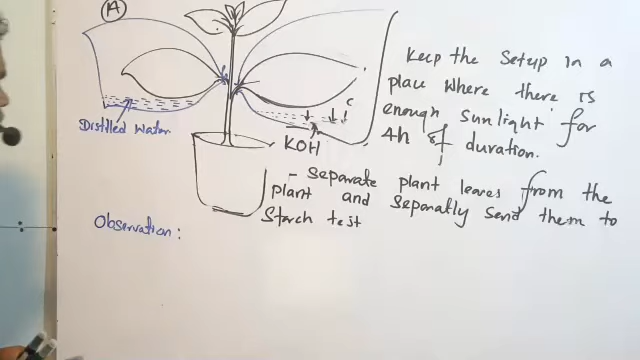 A
Keep the Setup in a
place where there is
enough sunlight for
4h of duration.
C
Distilled Water
KOH
- Separate plant leaves from the
plant and separatly send them to
Starch test
Observation: